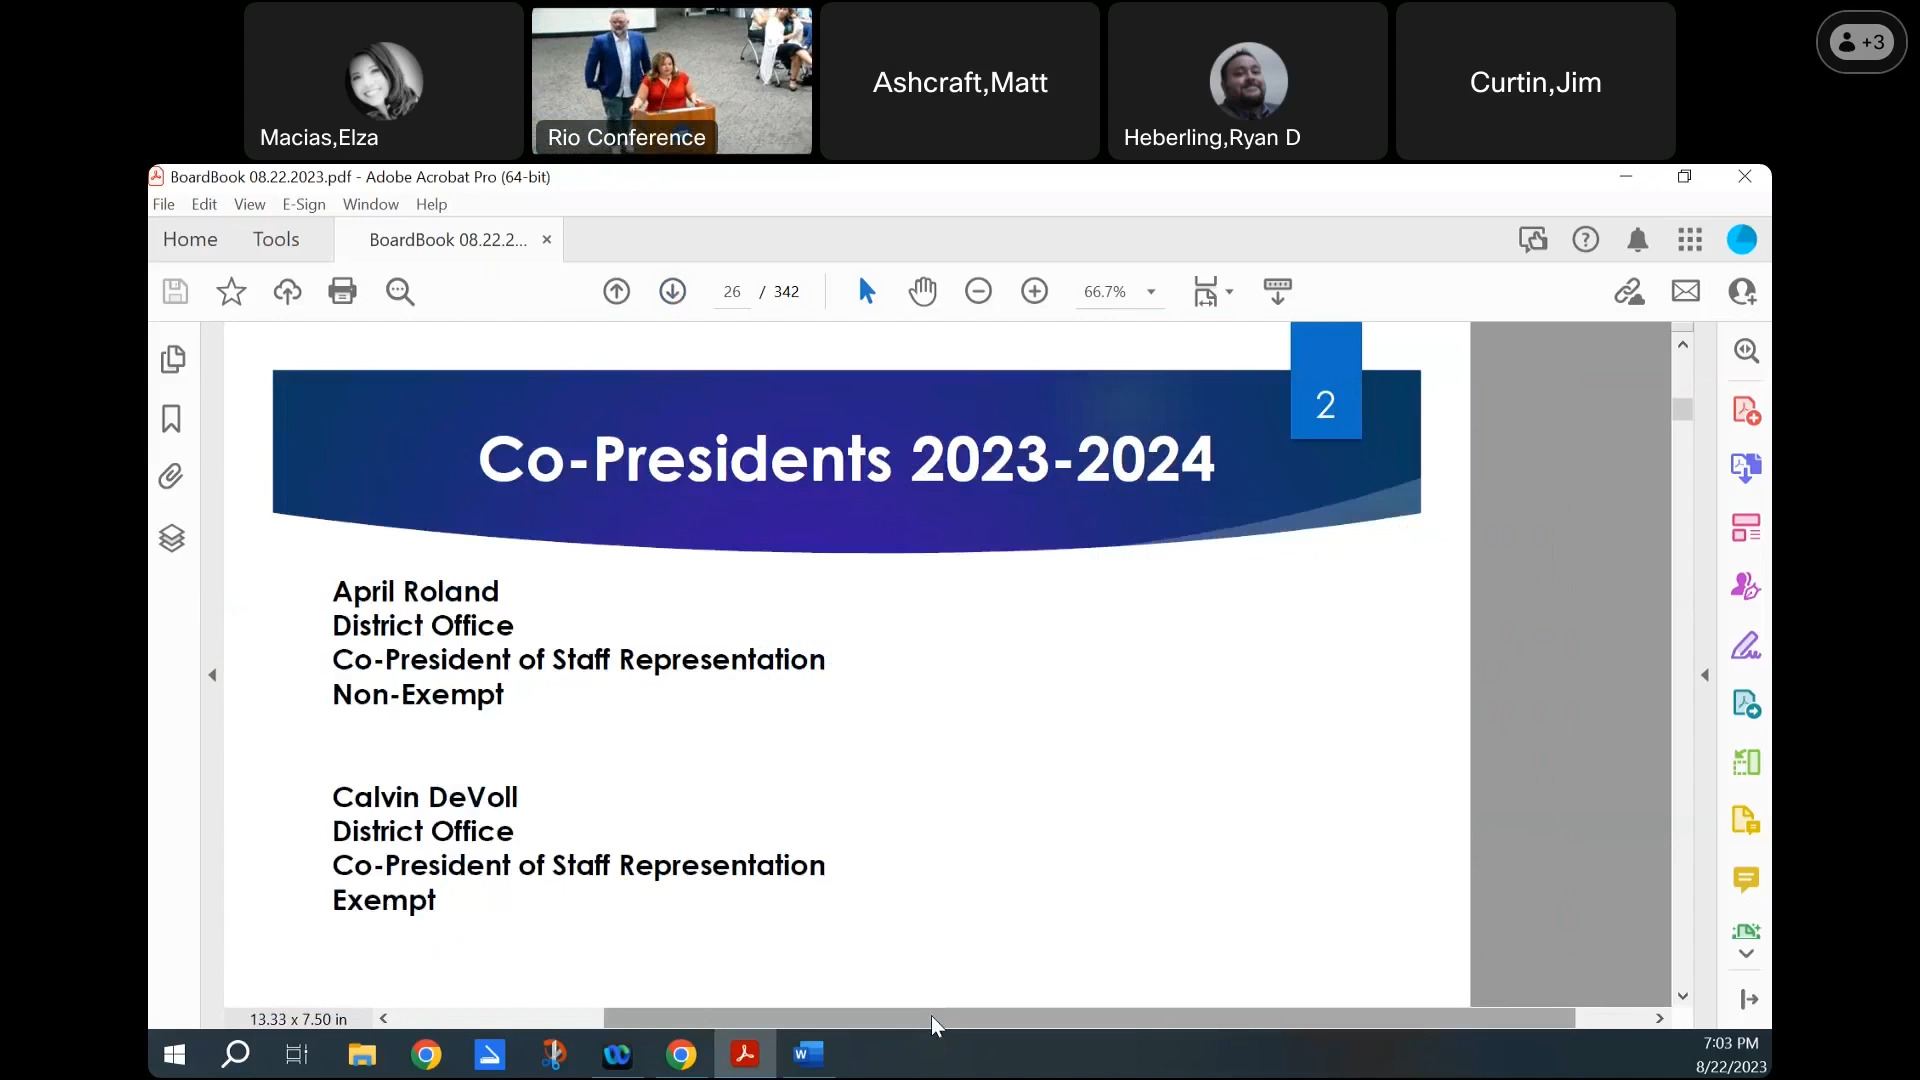 Macias,Elza
Rio Conference
Ashcraft,Matt
Heberling,Ryan D
Curtin,Jim
+3
BoardBook 08.22.2023.pdf - Adobe Acrobat Pro (64-bit)
File Edit View E-Sign Window Help
Home Tools BoardBook 08.22.2... ×
26 / 342 66.7%
2
Co-Presidents 2023-2024
April Roland
District Office
Co-President of Staff Representation
Non-Exempt
Calvin DeVoll
District Office
Co-President of Staff Representation
Exempt
13.33 x 7.50 in
7:03 PM
8/22/2023